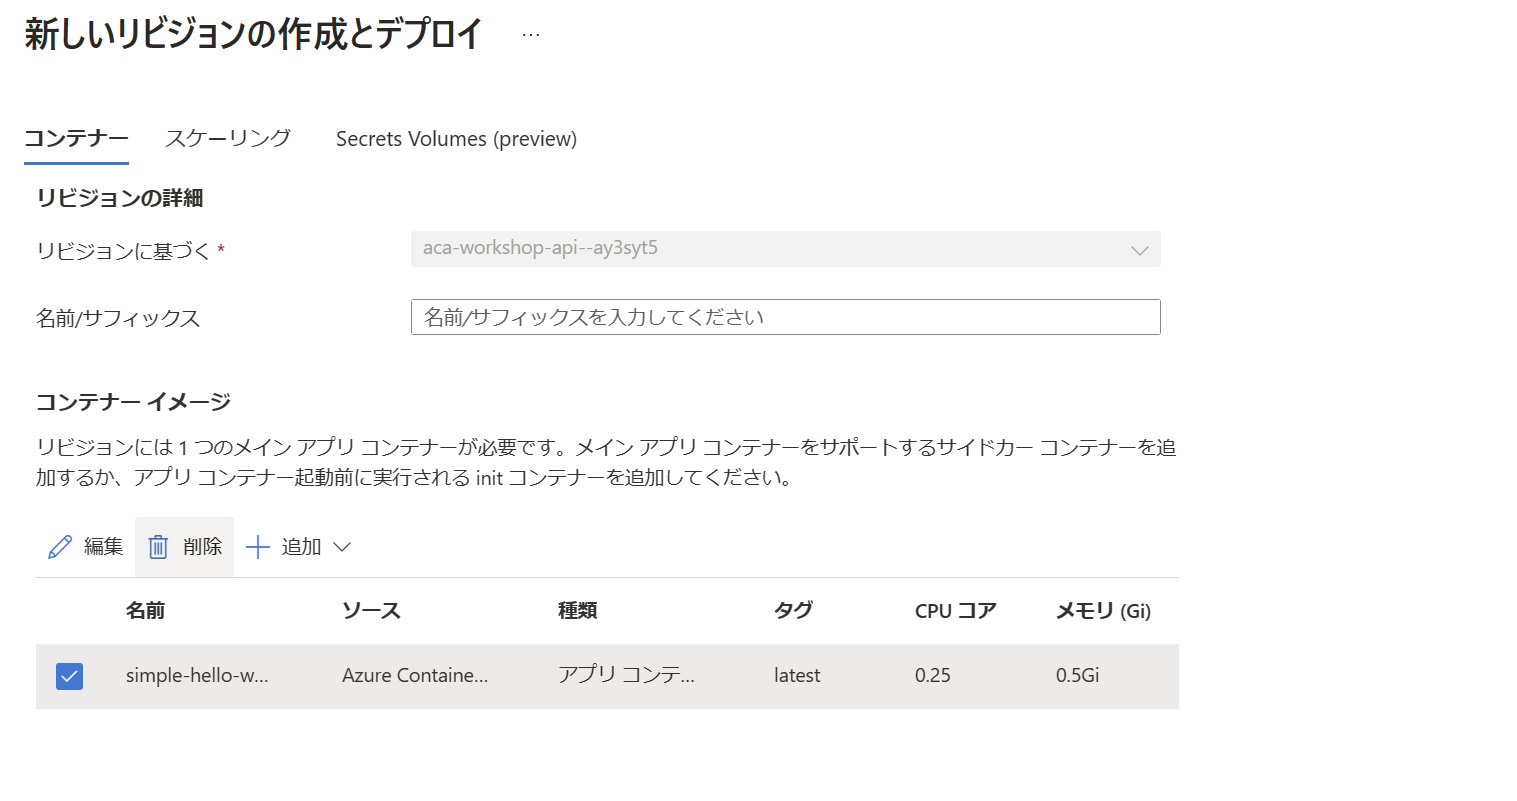 新しいリビジョンの作成とデプロイ …
コンテナー スケーリング Secrets Volumes (preview)
リビジョンの詳細
リビジョンに基づく * aca-workshop-api--ay3syt5
名前/サフィックス 名前/サフィックスを入力してください
コンテナー イメージ
リビジョンには 1 つのメイン アプリ コンテナーが必要です。メイン アプリ コンテナーをサポートするサイドカー コンテナーを追
加するか、アプリ コンテナー起動前に実行される init コンテナーを追加してください。
編集 削除 追加
名前 ソース 種類 タグ CPU コア メモリ (Gi)
simple-hello-w... Azure Containe... アプリ コンテ... latest 0.25 0.5Gi